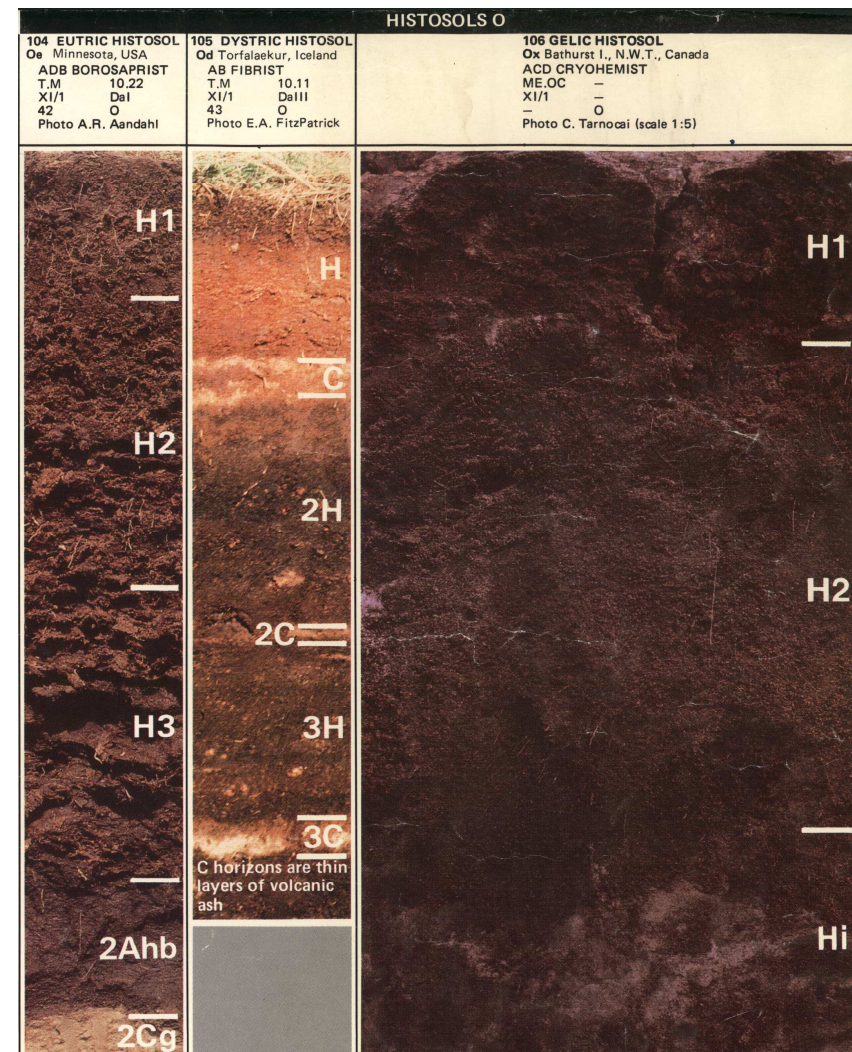 HISTOSOLS O
104 EUTRIC HISTOSOL
Oe Minnesota, USA
ADB BOROSAPRIST
T.M 10.22
XI/1 DaI
42 O
Photo A.R. Aandahl
105 DYSTRIC HISTOSOL
Od Torfalaekur, Iceland
AB FIBRIST
T.M 10.11
XI/1 DaIII
43 O
Photo E.A. FitzPatrick
106 GELIC HISTOSOL
Ox Bathurst I., N.W.T., Canada
ACD CRYOHEMIST
ME.OC –
XI/1 –
– O
Photo C. Tarnocai (scale 1:5)
H1
H2
H3
2Ahb
2Cg
H
C
2H
2C
3H
3C
C horizons are thin
layers of volcanic
ash
H1
H2
Hi